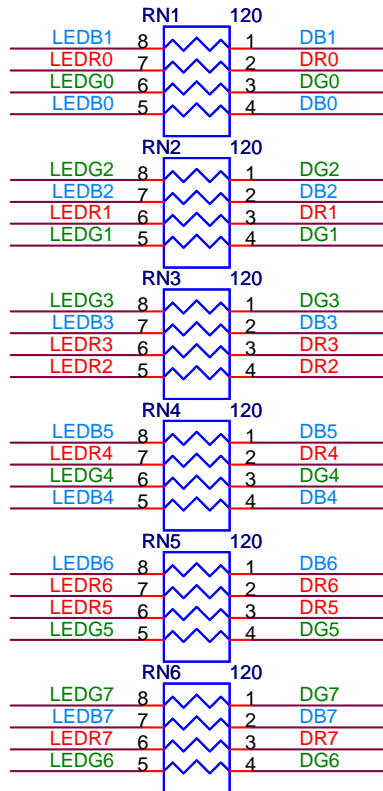 RN1 120
LEDB1 8 1 DB1
LEDR0 7 2 DR0
LEDG0 6 3 DG0
LEDB0 5 4 DB0
RN2 120
LEDG2 8 1 DG2
LEDB2 7 2 DB2
LEDR1 6 3 DR1
LEDG1 5 4 DG1
RN3 120
LEDG3 8 1 DG3
LEDB3 7 2 DB3
LEDR3 6 3 DR3
LEDR2 5 4 DR2
RN4 120
LEDB5 8 1 DB5
LEDR4 7 2 DR4
LEDG4 6 3 DG4
LEDB4 5 4 DB4
RN5 120
LEDB6 8 1 DB6
LEDR6 7 2 DR6
LEDR5 6 3 DR5
LEDG5 5 4 DG5
RN6 120
LEDG7 8 1 DG7
LEDB7 7 2 DB7
LEDR7 6 3 DR7
LEDG6 5 4 DG6